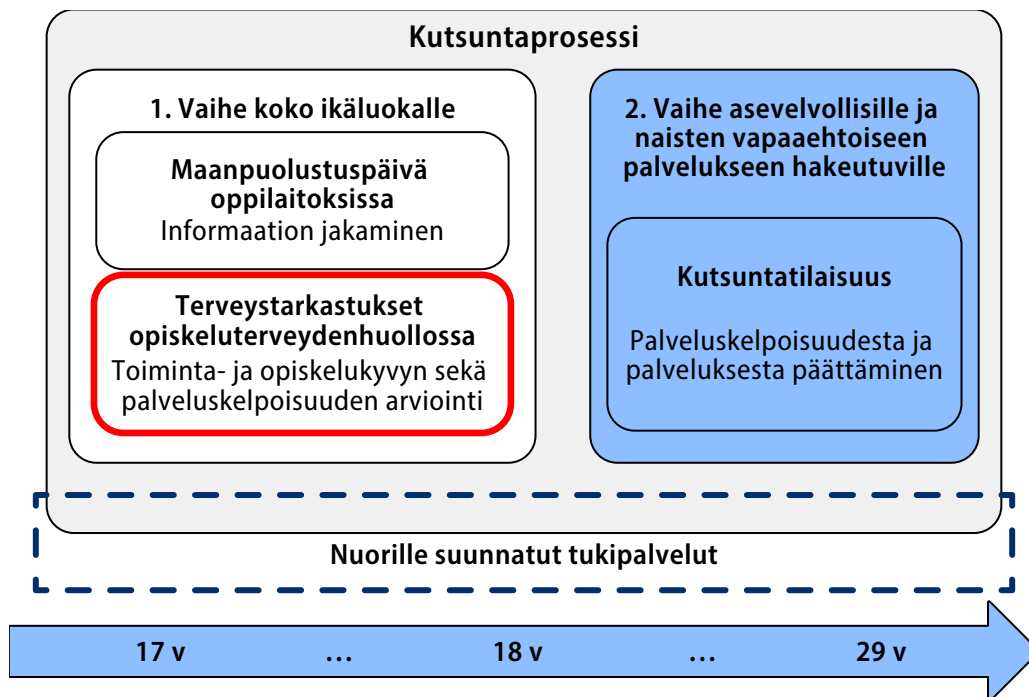 Kutsuntaprosessi
1. Vaihe koko ikäluokalle
Maanpuolustuspäivä
oppilaitoksissa
Informaation jakaminen
Terveystarkastukset
opiskeluterveydenhuollossa
Toiminta- ja opiskelukyvyn sekä
palveluskelpoisuuden arviointi
2. Vaihe asevelvollisille ja
naisten vapaaehtoiseen
palvelukseen hakeutuville
Kutsuntatilaisuus
Palveluskelpoisuudesta ja
palveluksesta päättäminen
Nuorille suunnatut tukipalvelut
17 v ... 18 v ... 29 v